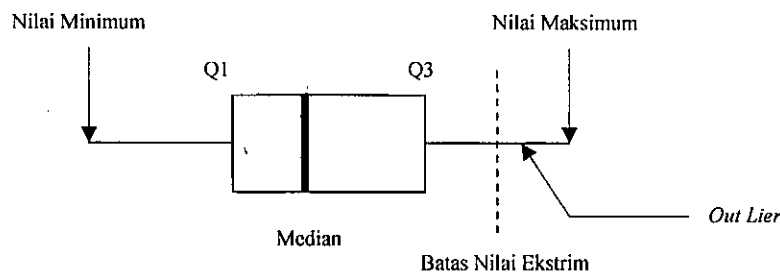 Nilai Minimum
Nilai Maksimum
Q1
Q3
Out Lier
Median
Batas Nilai Ekstrim